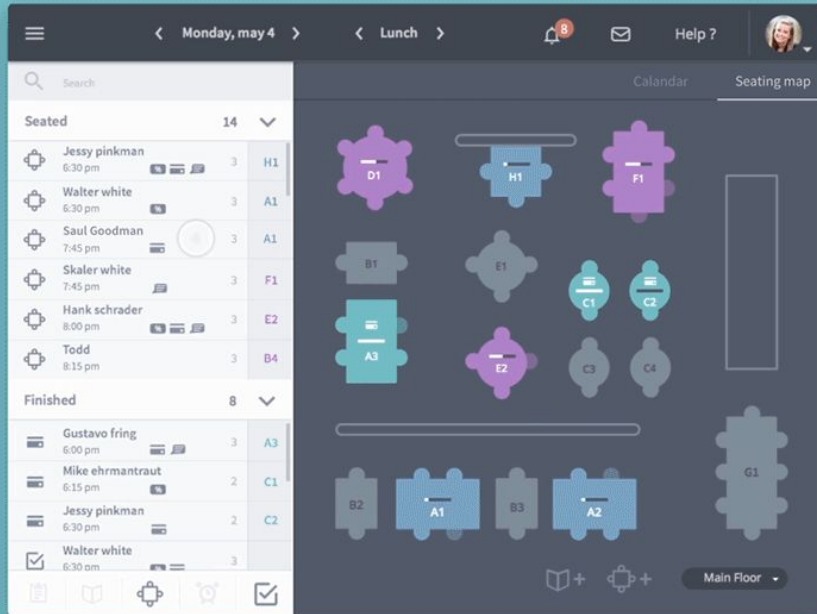 Monday, may 4
Lunch
8
Help ?
Search
Calandar
Seating map
Seated 14
Jessy pinkman
6:30 pm % 3 H1
Walter white
6:30 pm % 3 A1
Saul Goodman
7:45 pm 3 A1
Skaler white
7:45 pm 3 F1
Hank schrader
8:00 pm % 3 E2
Todd
8:15 pm 3 B4
Finished 8
Gustavo fring
6:00 pm 3 A3
Mike ehrmantraut
6:15 pm % 2 C1
Jessy pinkman
6:30 pm 2 C2
Walter white
6:30 pm % 3
D1
H1
F1
B1
E1
C1
C2
A3
E2
C3
C4
G1
B2
A1
B3
A2
Main Floor